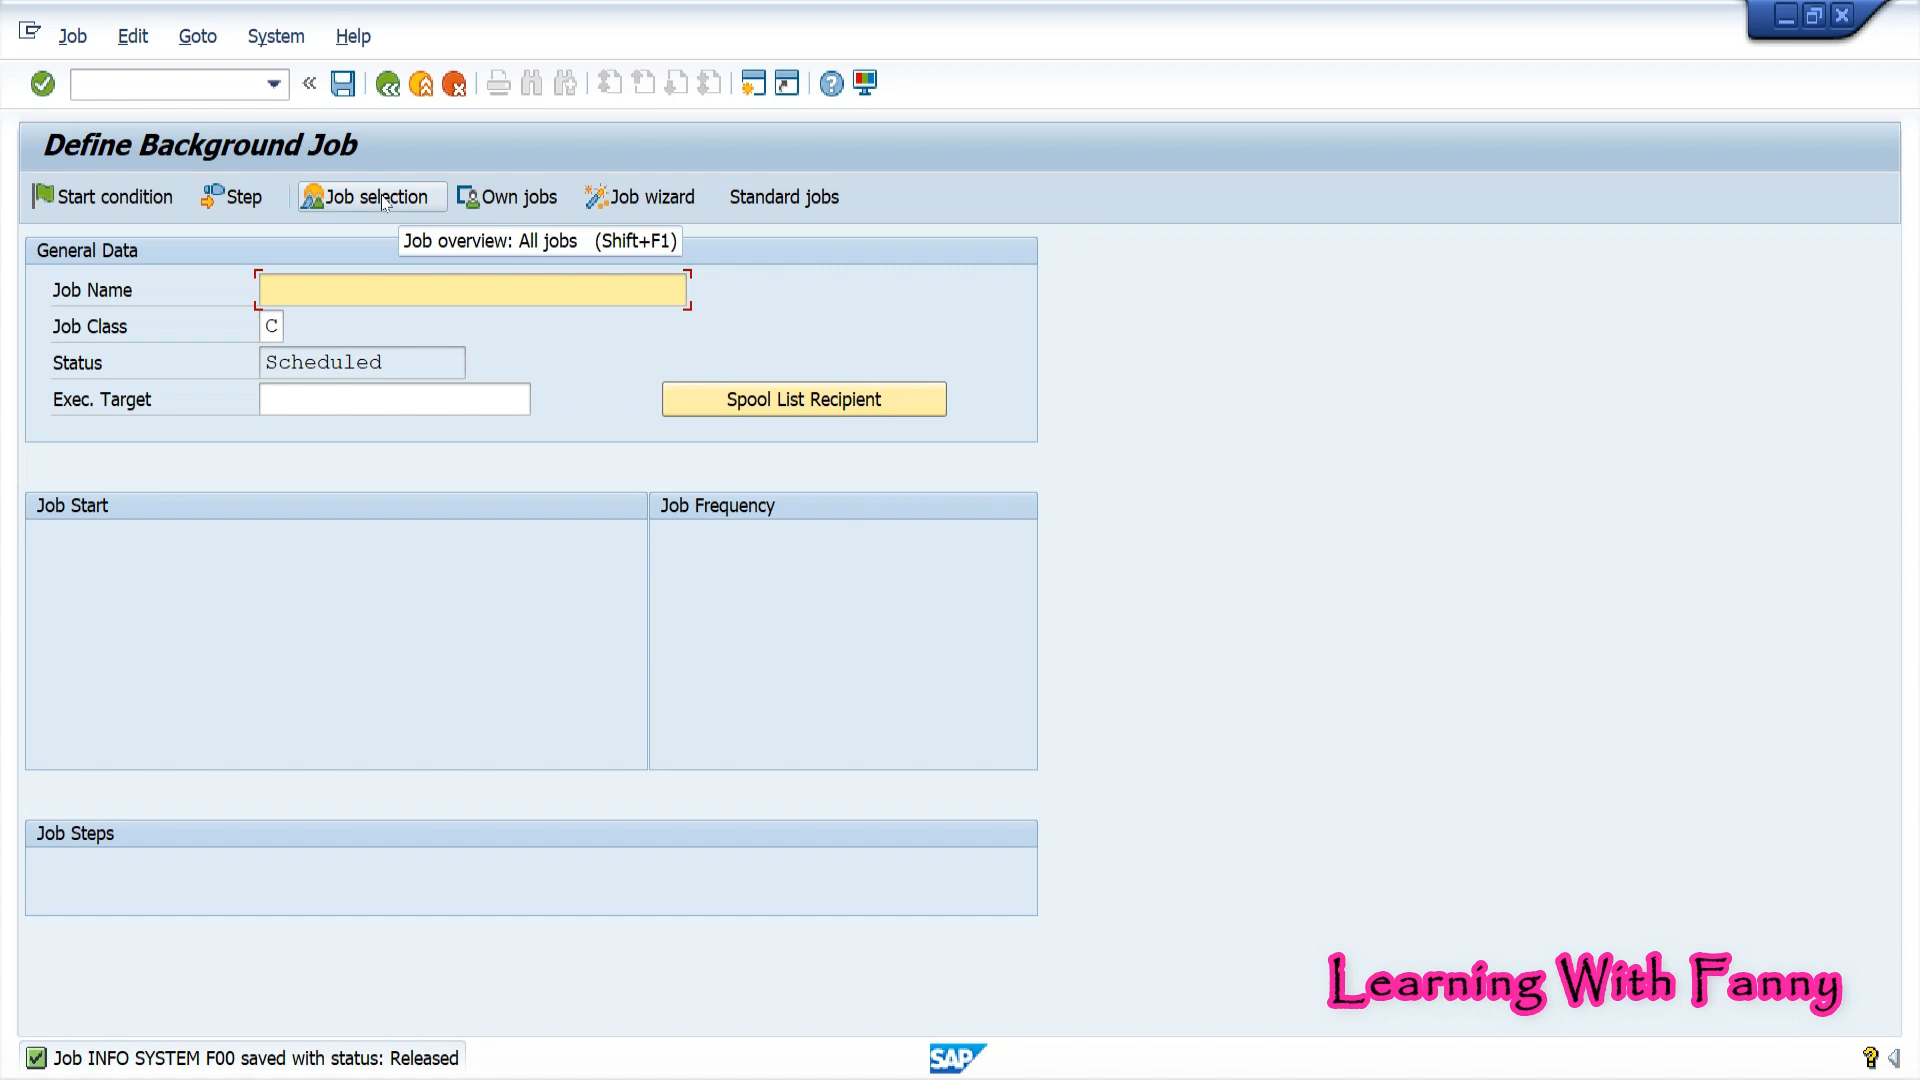 Job Edit Goto System Help
Define Background Job
Start condition Step Job selection Own jobs Job wizard Standard jobs
Job overview: All jobs (Shift+F1)
General Data
Job Name
Job Class C
Status Scheduled
Exec. Target Spool List Recipient
Job Start Job Frequency
Job Steps
Learning With Fanny
Job INFO SYSTEM F00 saved with status: Released SAP